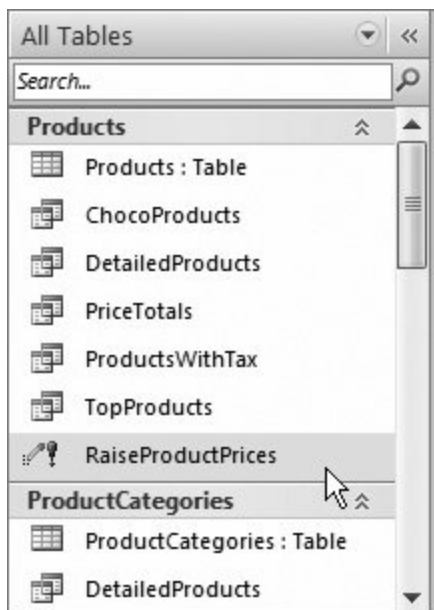 All Tables
Search...
Products
Products : Table
ChocoProducts
DetailedProducts
PriceTotals
ProductsWithTax
TopProducts
RaiseProductPrices
ProductCategories
ProductCategories : Table
DetailedProducts